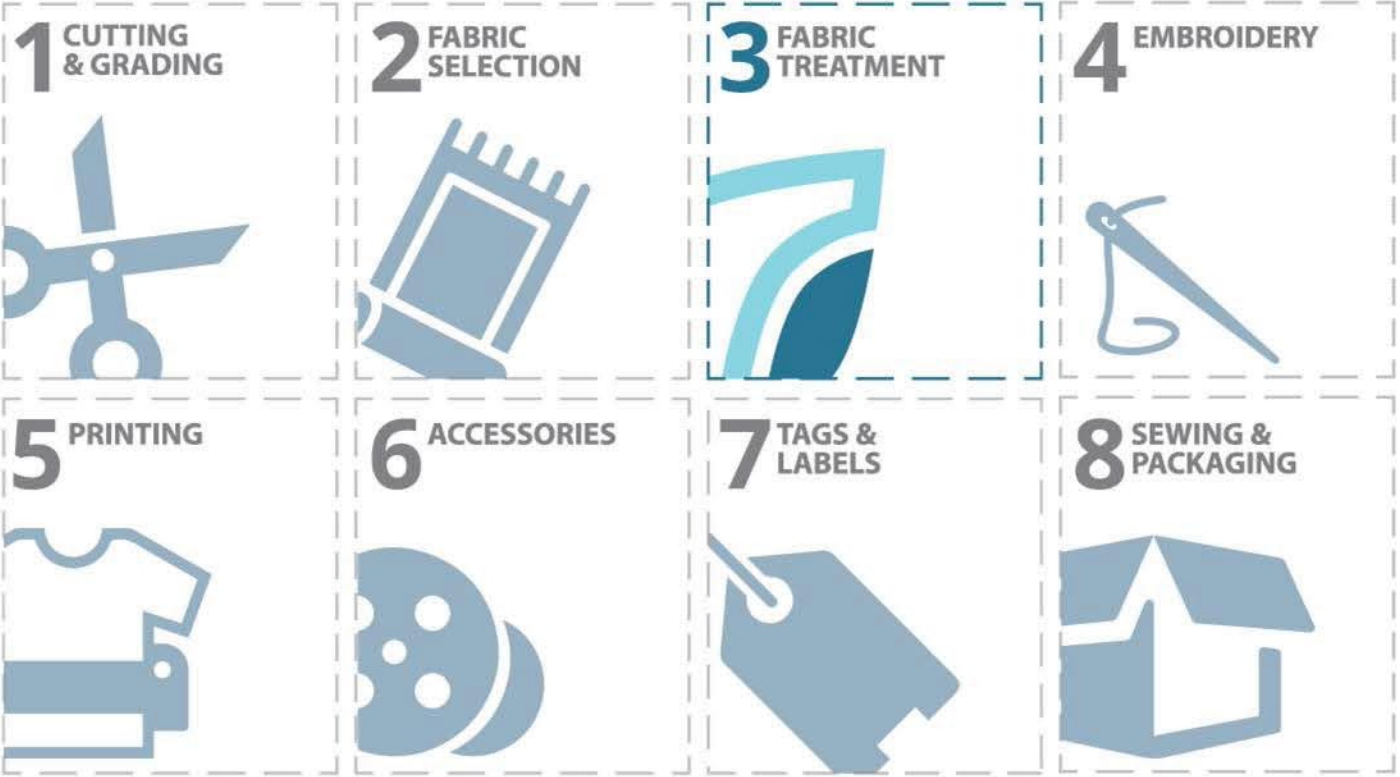 1 CUTTING
& GRADING
2 FABRIC
SELECTION
3 FABRIC
TREATMENT
4 EMBROIDERY
5 PRINTING
6 ACCESSORIES
7 TAGS &
LABELS
8 SEWING &
PACKAGING